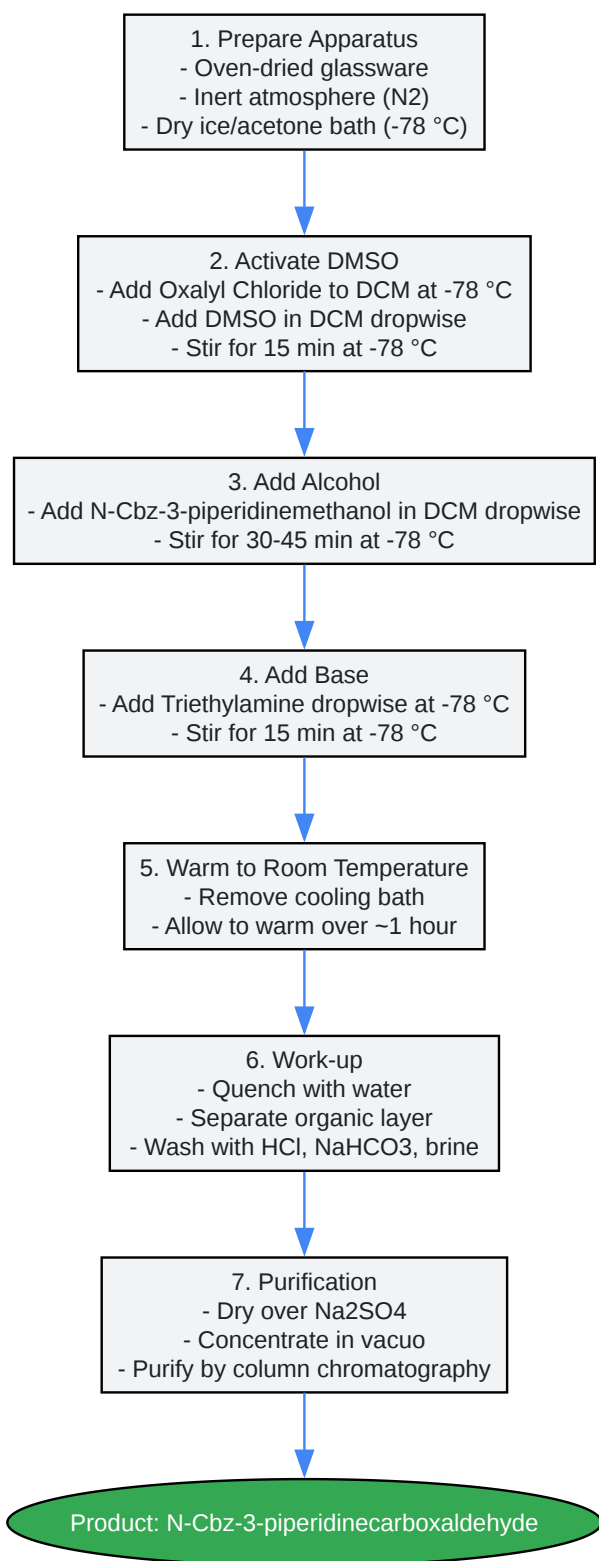 1. Prepare Apparatus
- Oven-dried glassware
- Inert atmosphere (N2)
- Dry ice/acetone bath (-78 °C)
2. Activate DMSO
- Add Oxalyl Chloride to DCM at -78 °C
- Add DMSO in DCM dropwise
- Stir for 15 min at -78 °C
3. Add Alcohol
- Add N-Cbz-3-piperidinemethanol in DCM dropwise
- Stir for 30-45 min at -78 °C
4. Add Base
- Add Triethylamine dropwise at -78 °C
- Stir for 15 min at -78 °C
5. Warm to Room Temperature
- Remove cooling bath
- Allow to warm over ~1 hour
6. Work-up
- Quench with water
- Separate organic layer
- Wash with HCl, NaHCO3, brine
7. Purification
- Dry over Na2SO4
- Concentrate in vacuo
- Purify by column chromatography
Product: N-Cbz-3-piperidinecarboxaldehyde